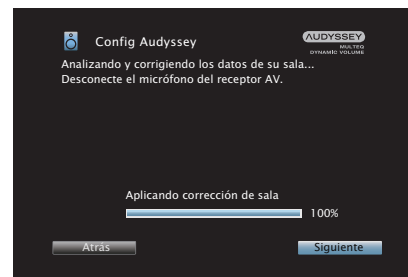 Config Audyssey
AUDYSSEY
MULTEQ
DYNAMIC VOLUME
Analizando y corrigiendo los datos de su sala...
Desconecte el micrófono del receptor AV.
Aplicando corrección de sala
100%
Atrás
Siguiente